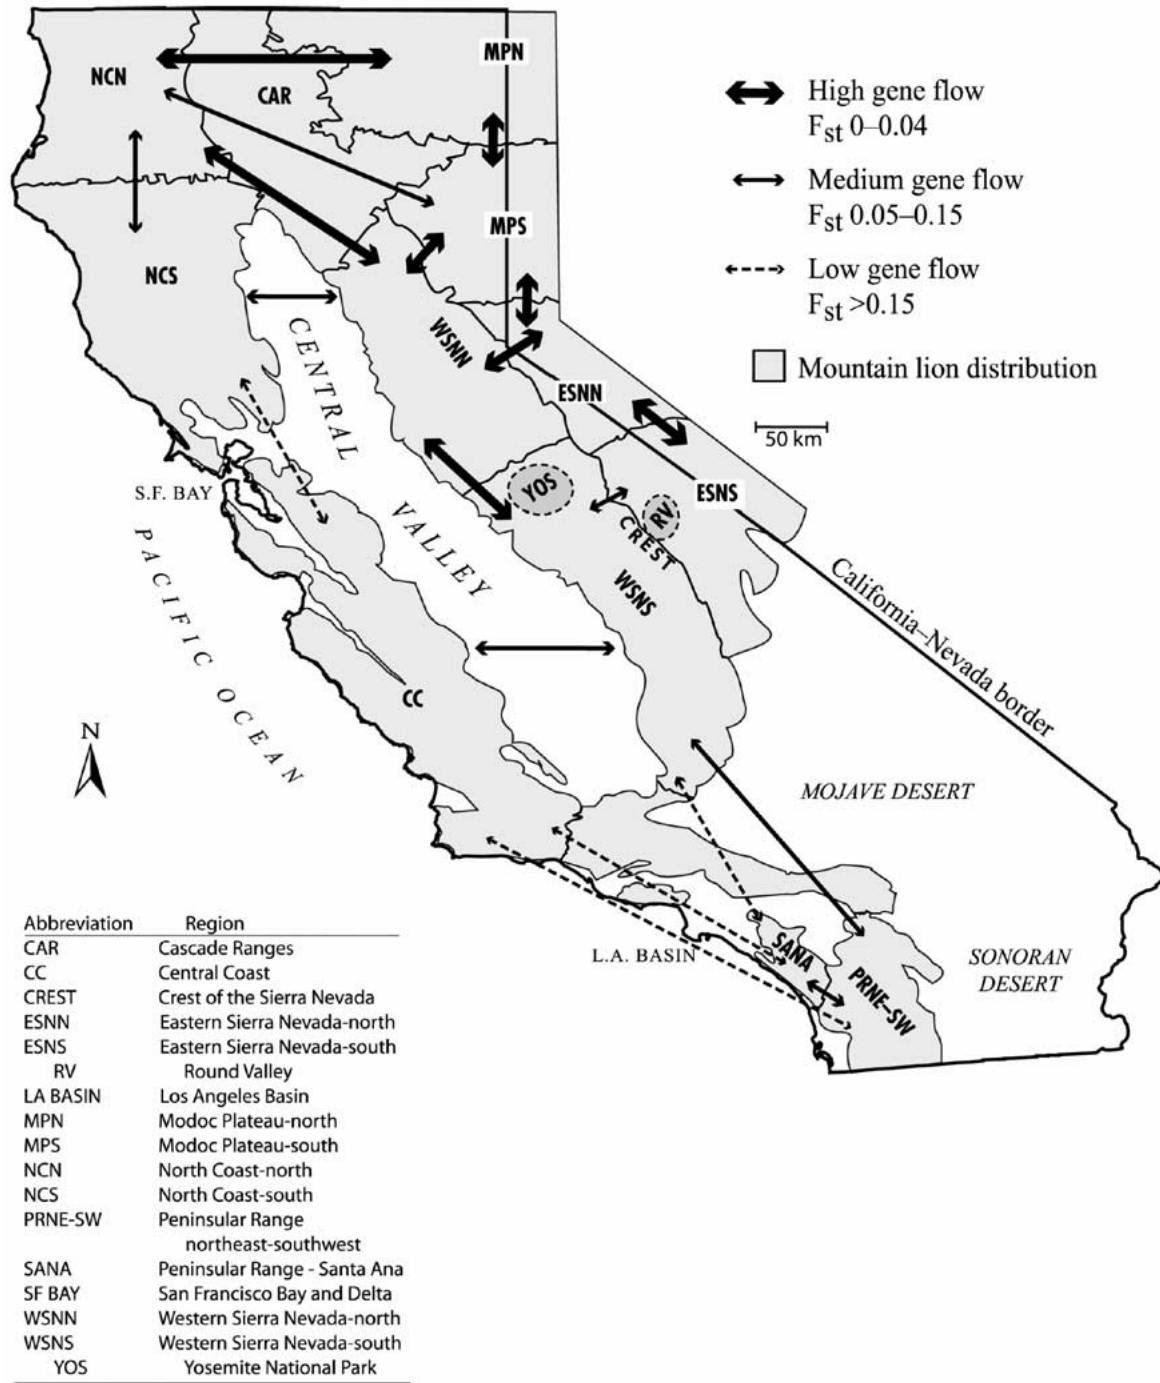 NCN
CAR
MPN
High gene flow
Fst 0–0.04
Medium gene flow
Fst 0.05–0.15
Low gene flow
Fst >0.15
Mountain lion distribution
50 km
MPS
NCS
WSNN
CENTRAL
VALLEY
ESNN
YOS
RV
ESNS
CREST
S.F. BAY
PACIFIC OCEAN
WSNS
California–Nevada border
CC
N
MOJAVE DESERT
L.A. BASIN
SANA
PRNE–SW
SONORAN
DESERT
Abbreviation Region
CAR Cascade Ranges
CC Central Coast
CREST Crest of the Sierra Nevada
ESNN Eastern Sierra Nevada-north
ESNS Eastern Sierra Nevada-south
RV Round Valley
LA BASIN Los Angeles Basin
MPN Modoc Plateau-north
MPS Modoc Plateau-south
NCN North Coast-north
NCS North Coast-south
PRNE-SW Peninsular Range
northeast-southwest
SANA Peninsular Range - Santa Ana
SF BAY San Francisco Bay and Delta
WSNN Western Sierra Nevada-north
WSNS Western Sierra Nevada-south
YOS Yosemite National Park